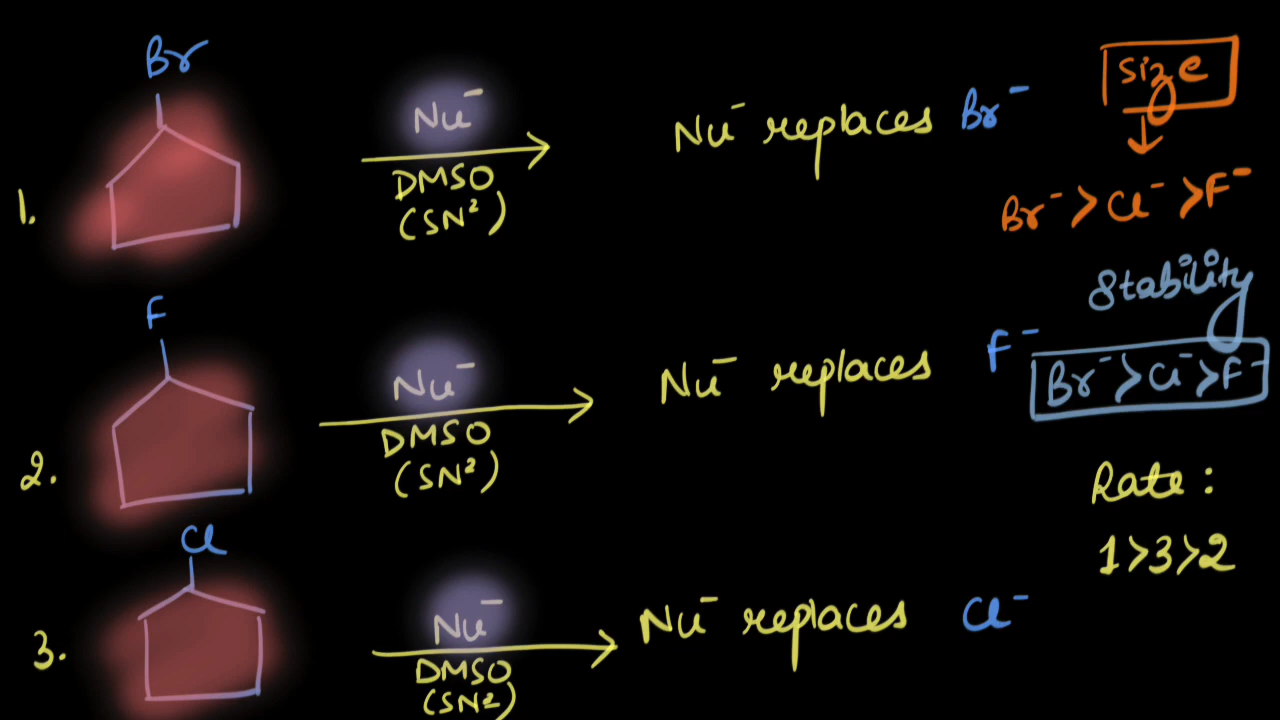 Br
1.
Nu⁻
DMSO
(SN²)
Nu⁻ replaces Br⁻
Size
Br⁻ > Cl⁻ > F⁻
F
2.
Nu⁻
DMSO
(SN²)
Nu⁻ replaces F⁻
Stability
Br⁻ > Cl⁻ > F⁻
Rate :
1>3>2
Cl
3.
Nu⁻
DMSO
(SN2)
Nu⁻ replaces Cl⁻